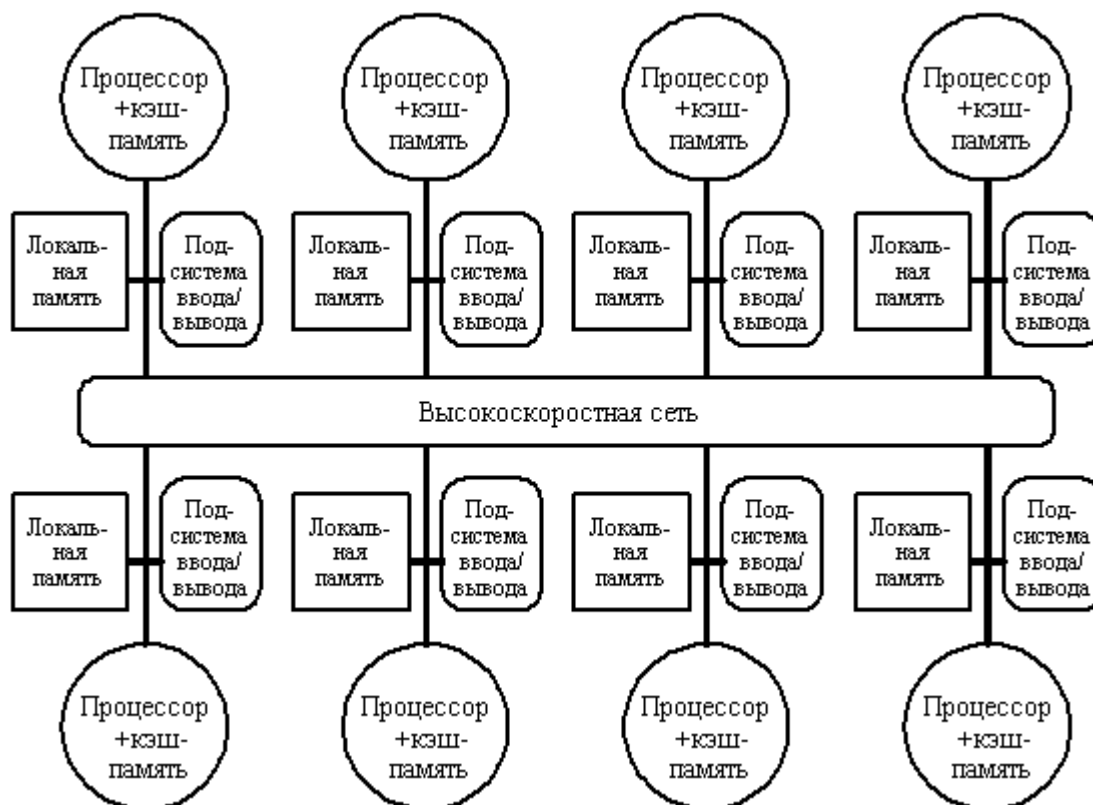 Процессор
+кэш-
память
Процессор
+кэш-
память
Процессор
+кэш-
память
Процессор
+кэш-
память
Локаль-
ная
память
Под-
система
ввода/
вывода
Локаль-
ная
память
Под-
система
ввода/
вывода
Локаль-
ная
память
Под-
система
ввода/
вывода
Локаль-
ная
память
Под-
система
ввода/
вывода
Высокоскоростная сеть
Локаль-
ная
память
Под-
система
ввода/
вывода
Локаль-
ная
память
Под-
система
ввода/
вывода
Локаль-
ная
память
Под-
система
ввода/
вывода
Локаль-
ная
память
Под-
система
ввода/
вывода
Процессор
+кэш-
память
Процессор
+кэш-
память
Процессор
+кэш-
память
Процессор
+кэш-
память